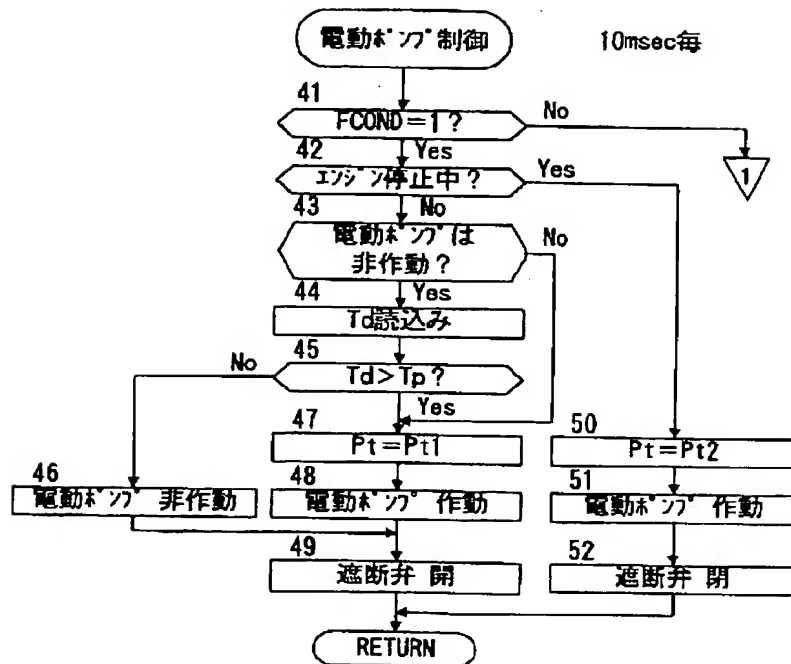 電動ポンプ制御
10msec毎
41
FCOND=1?
No
1
42
Yes
エンジン停止中?
Yes
43
No
電動ポンプは
非作動?
No
44
Yes
Td読込み
45
No
Td>Tp?
Yes
47
Pt=Pt1
50
Pt=Pt2
46
電動ポンプ 非作動
48
電動ポンプ 作動
51
電動ポンプ 作動
49
遮断弁 開
52
遮断弁 閉
RETURN